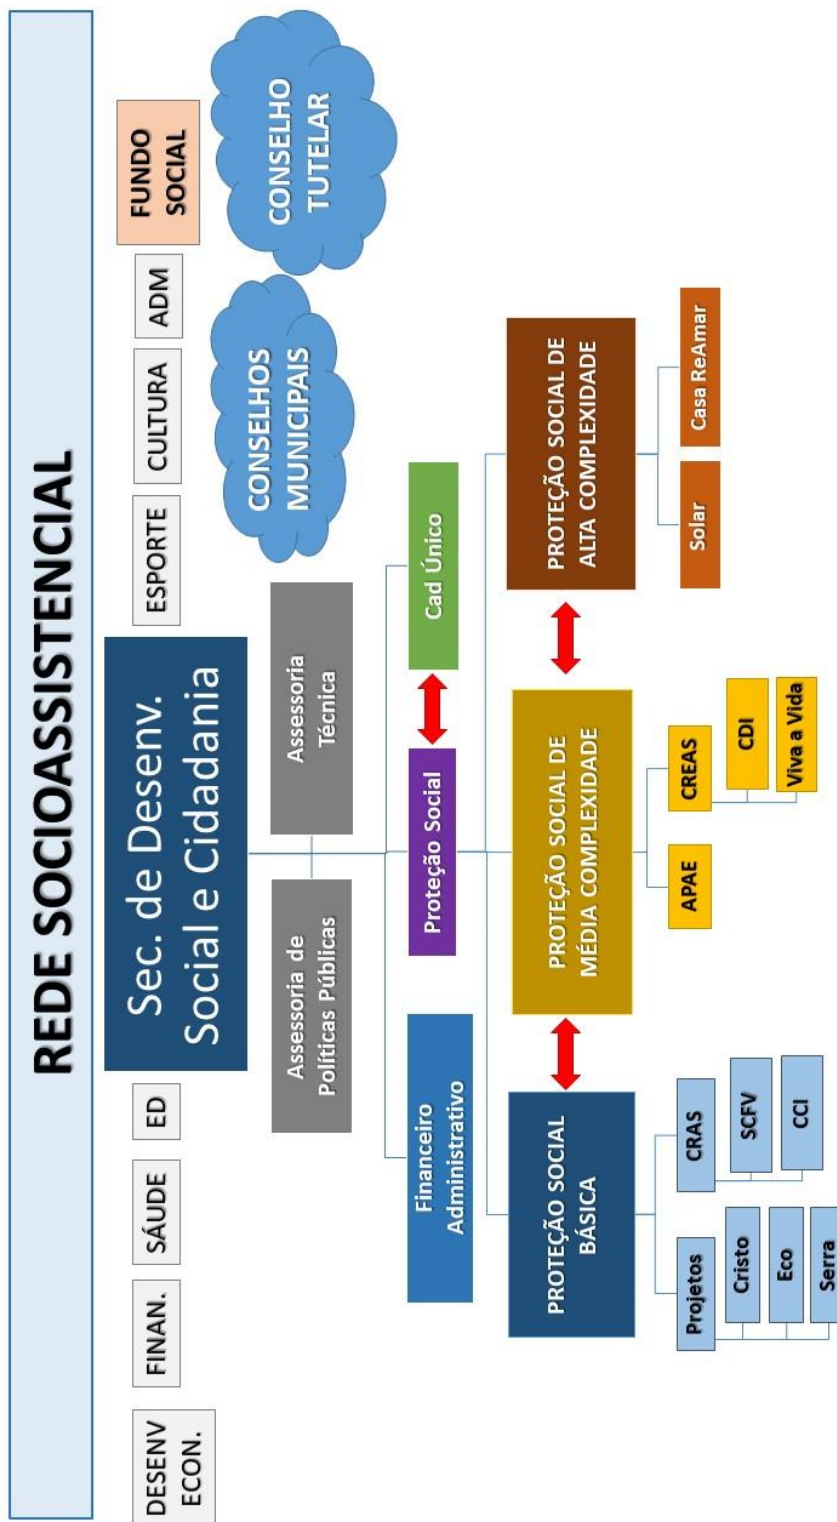 REDE SOCIOASSISTENCIAL
DESENV
ECON.
FINAN.
SÁUDE
ED
Sec. de Desenv.
Social e Cidadania
ESPORTE
CULTURA
ADM
FUNDO
SOCIAL
CONSELHOS
MUNICIPAIS
CONSELHO
TUTELAR
Assessoria de
Políticas Públicas
Assessoria
Técnica
Financeiro
Administrativo
Proteção Social
Cad Único
PROTEÇÃO SOCIAL
BÁSICA
PROTEÇÃO SOCIAL DE
MÉDIA COMPLEXIDADE
PROTEÇÃO SOCIAL DE
ALTA COMPLEXIDADE
Projetos
Cristo
Eco
Serra
CRAS
SCFV
CCI
APAE
CREAS
CDI
Viva a Vida
Solar
Casa ReAmar